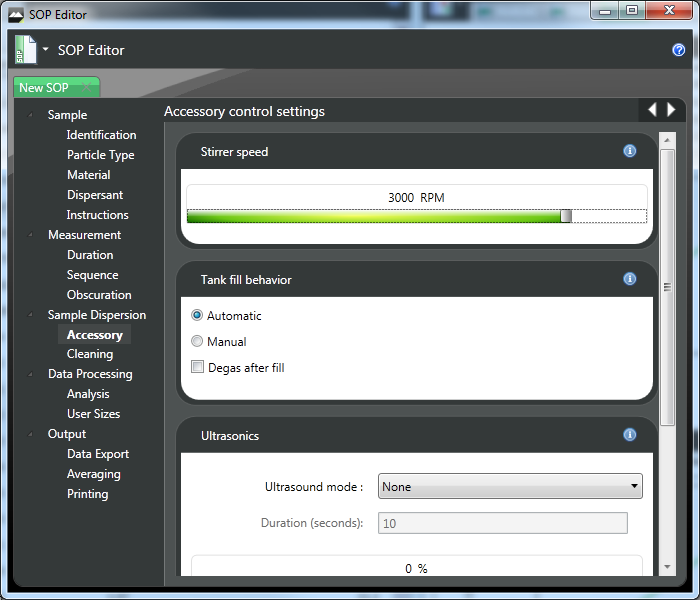 SOP Editor
SOP
SOP Editor
New SOP
Sample
Identification
Particle Type
Material
Dispersant
Instructions
Measurement
Duration
Sequence
Obscuration
Sample Dispersion
Accessory
Cleaning
Data Processing
Analysis
User Sizes
Output
Data Export
Averaging
Printing
Accessory control settings
Stirrer speed
3000 RPM
Tank fill behavior
Automatic
Manual
Degas after fill
Ultrasonics
Ultrasound mode : None
Duration (seconds): 10
0 %